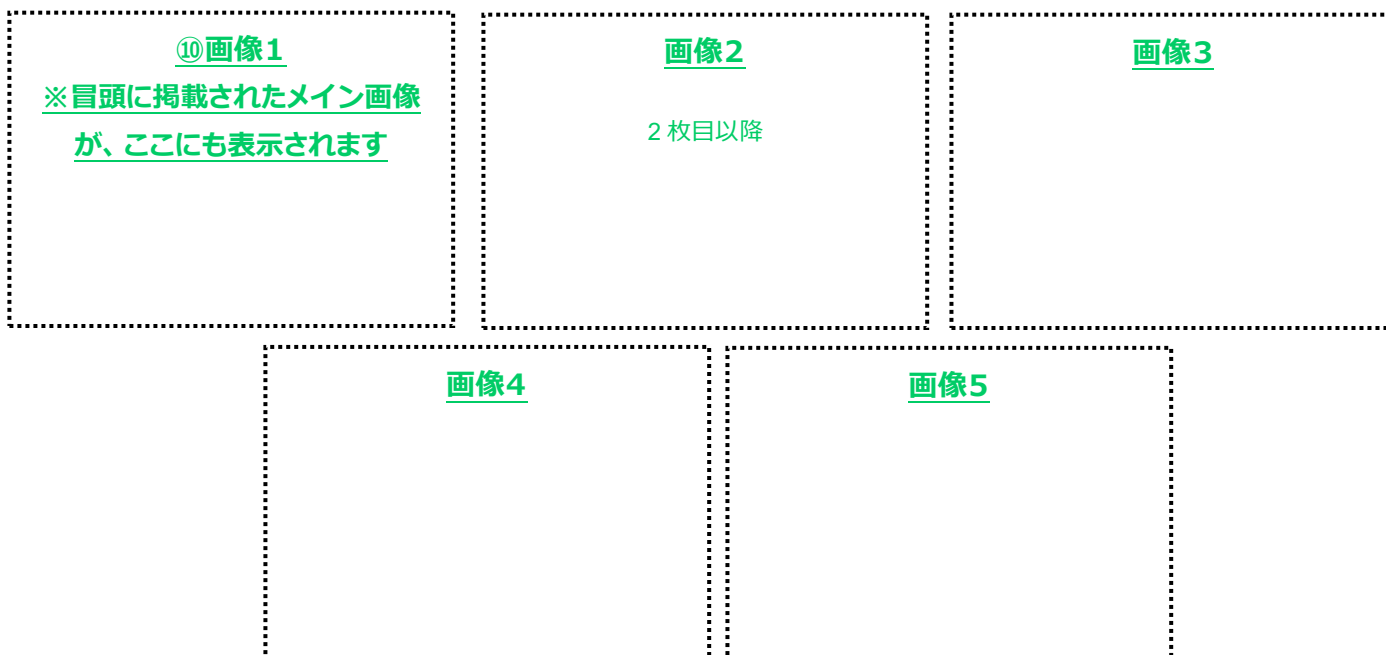 ⑩画像1
※冒頭に掲載されたメイン画像
が、ここにも表示されます
画像2
2 枚目以降
画像3
画像4
画像5